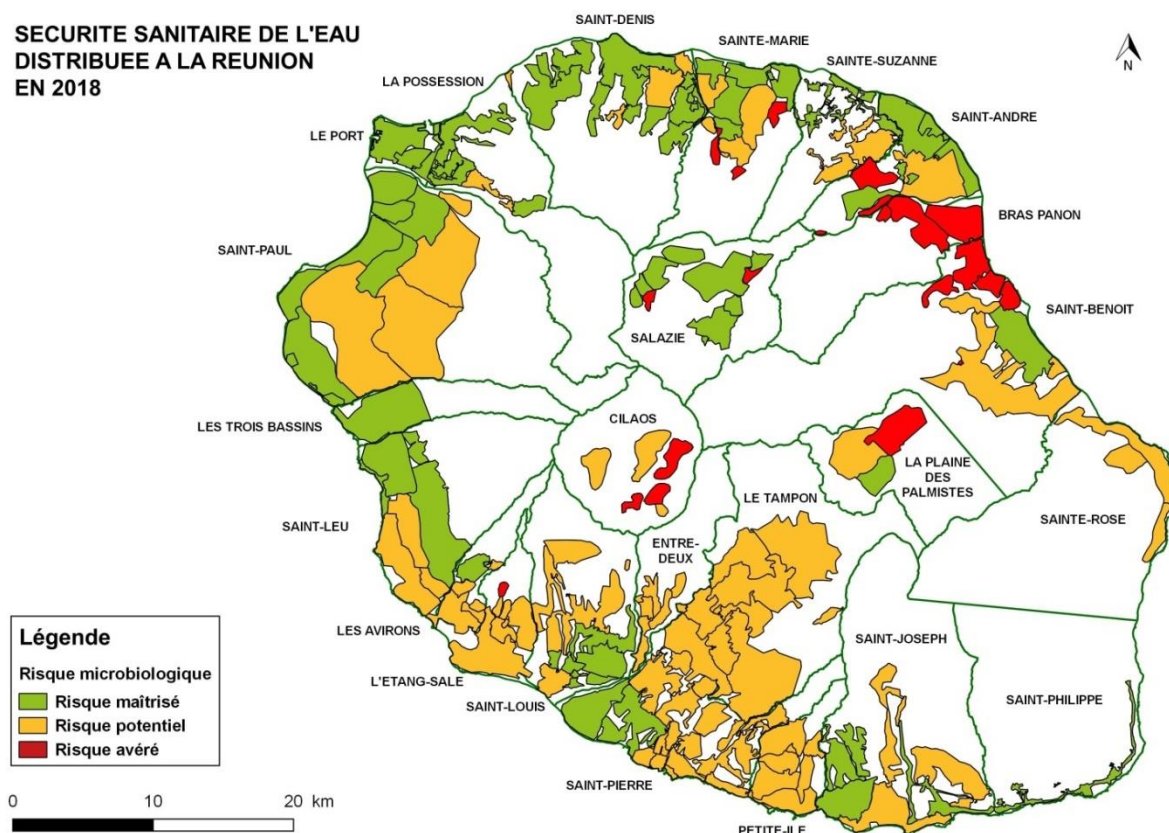 SECURITE SANITAIRE DE L'EAU
DISTRIBUEE A LA REUNION
EN 2018
SAINT-DENIS
SAINTE-MARIE
SAINTE-SUZANNE
LA POSSESSION
N
SAINT-ANDRE
LE PORT
BRAS PANON
SAINT-PAUL
SAINT-BENOIT
SALAZIE
CILAOS
LES TROIS BASSINS
LA PLAINE
DES
PALMISTES
LE TAMPON
SAINTE-ROSE
SAINT-LEU
ENTRE-
DEUX
LES AVIRONS
SAINT-JOSEPH
L'ETANG-SALE
SAINT-PHILIPPE
SAINT-LOUIS
SAINT-PIERRE
PETITE-ILE
Légende
Risque microbiologique
Risque maîtrisé
Risque potentiel
Risque avéré
0 10 20 km